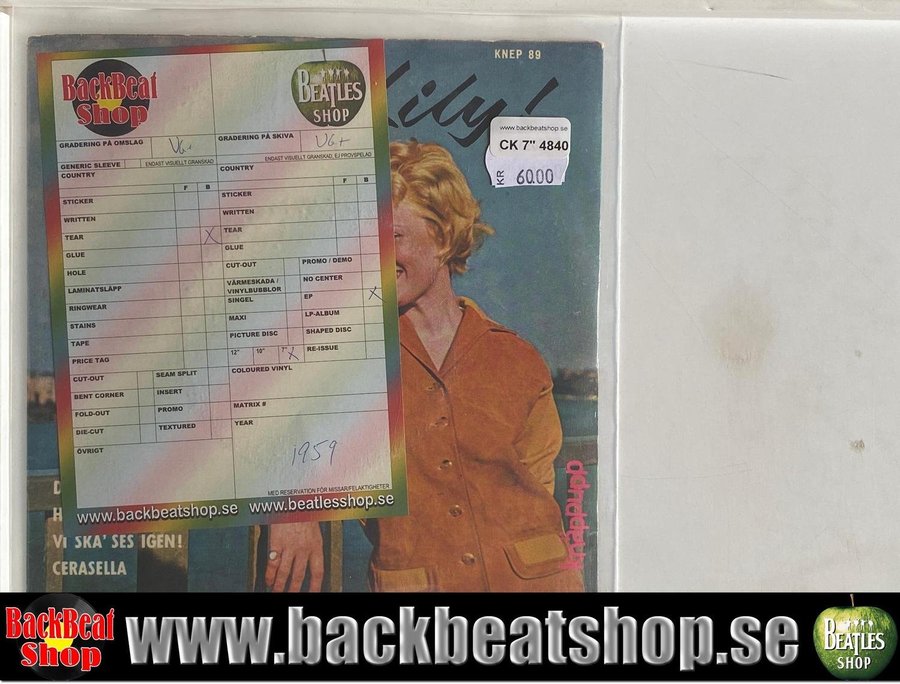 KNEP 89
Lily!
www.backbeatshop.se
CK 7" 4840
KR 60.00
BackBeat
Shop
BEATLES
SHOP
GRADERING PÅ OMSLAG VG+
GRADERING PÅ SKIVA VG+
GENERIC SLEEVE ENDAST VISUELLT GRANSKAD
ENDAST VISUELLT GRANSKAD, EJ PROVSPELAD
COUNTRY
F B
STICKER
WRITTEN
TEAR X
GLUE
HOLE
LAMINATSLÄPP
RINGWEAR
STAINS
TAPE
PRICE TAG
CUT-OUT SEAM SPLIT
BENT CORNER INSERT
FOLD-OUT PROMO
DIE-CUT TEXTURED
ÖVRIGT
COUNTRY
F B
STICKER
WRITTEN
TEAR
GLUE
CUT-OUT PROMO / DEMO
VÄRMESKADA / VINYLBUBBLOR NO CENTER
SINGEL EP X
MAXI LP-ALBUM
PICTURE DISC SHAPED DISC
12" 10" 7" X RE-ISSUE
COLOURED VINYL
MATRIX #
YEAR
1959
MED RESERVATION FÖR MISSAR/FELAKTIGHETER
www.backbeatshop.se www.beatlesshop.se
knäppupp
VI SKA' SES IGEN!
CERASELLA
BackBeat
Shop
www.backbeatshop.se
BEATLES
SHOP